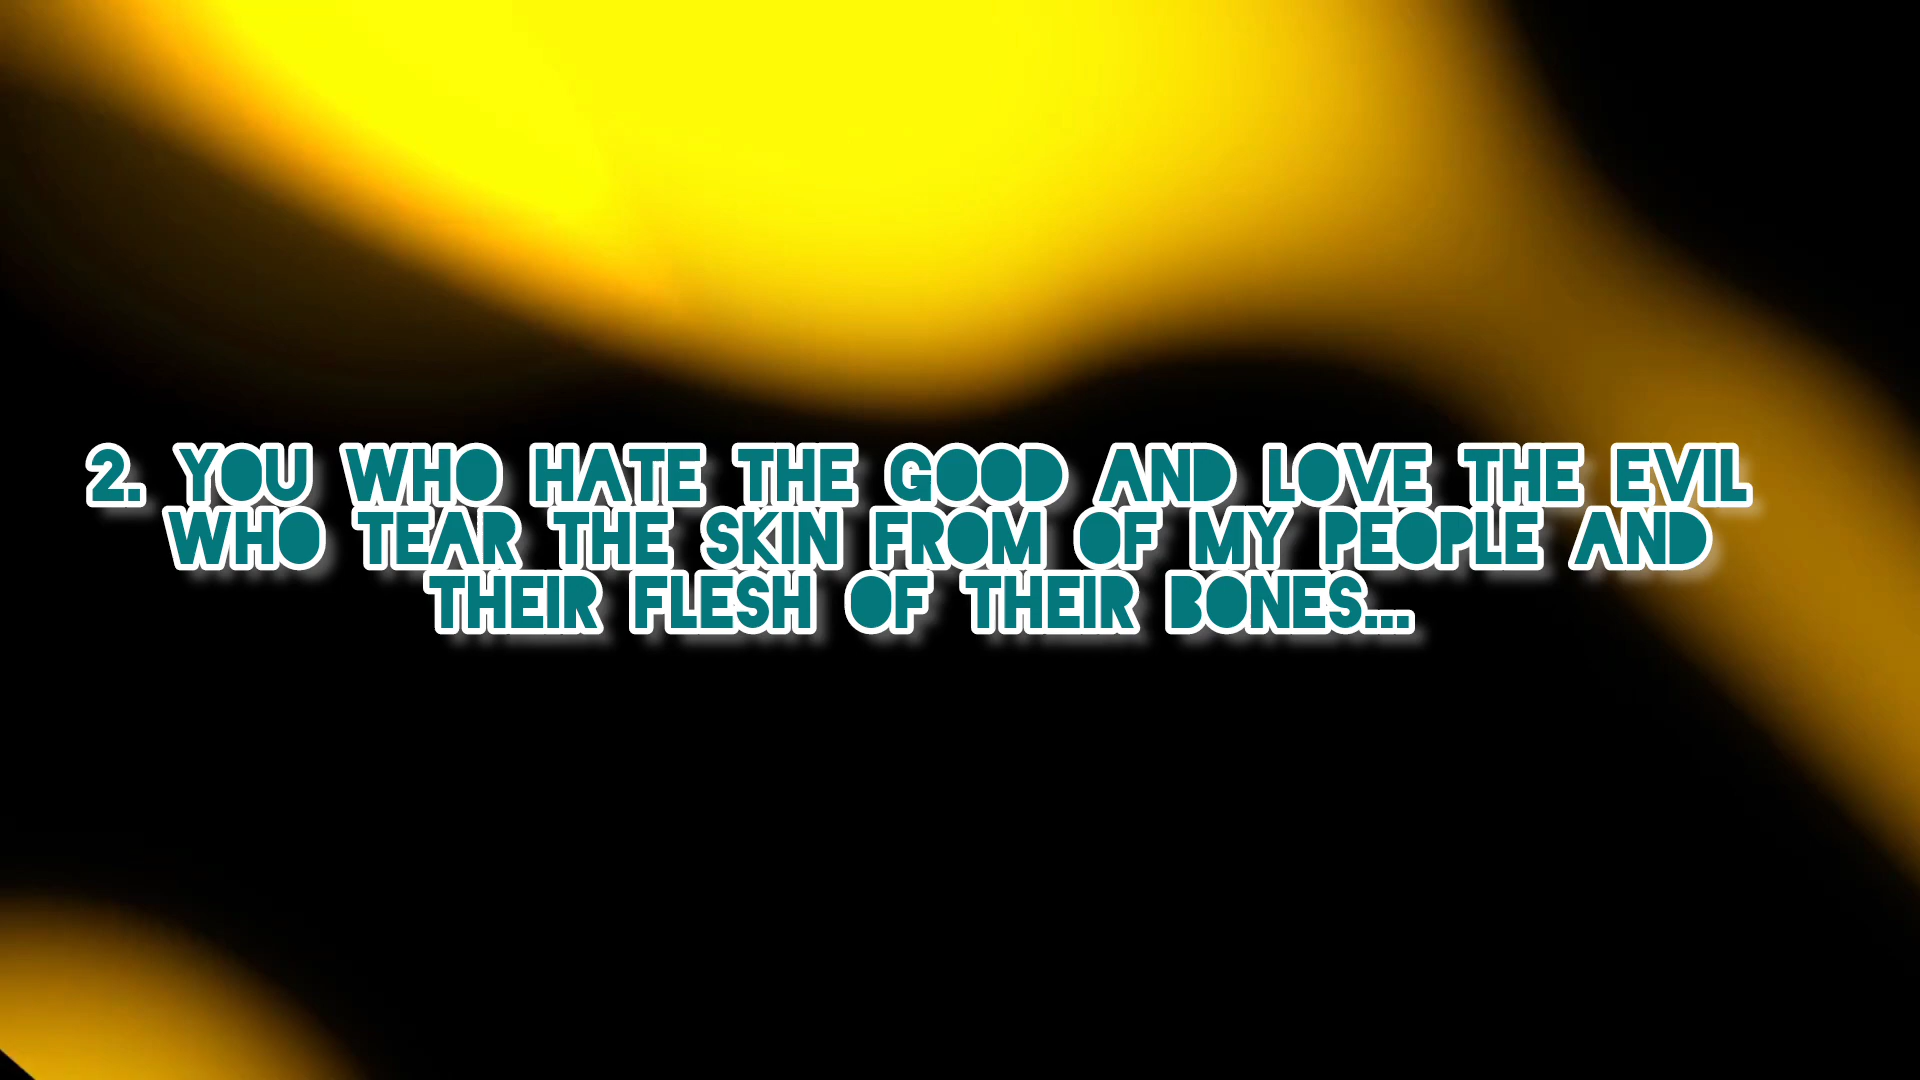 2. YOU WHO HATE THE GOOD AND LOVE THE EVIL
WHO TEAR THE SKIN FROM OF MY PEOPLE AND
THEIR FLESH OF THEIR BONES...